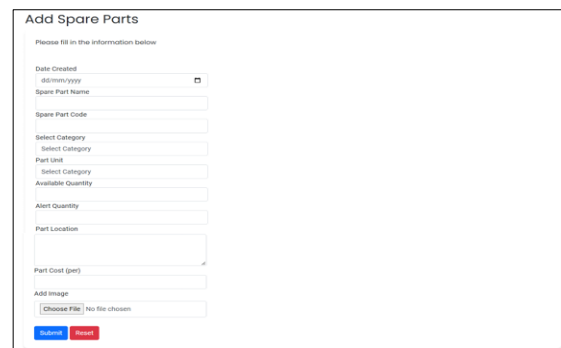 Add Spare Parts
Please fill in the information below
Date Created
dd/mm/yyyy
Spare Part Name
Spare Part Code
Select Category
Select Category
Part Unit
Select Category
Available Quantity
Alert Quantity
Part Location
Part Cost (per)
Add Image
Choose File No file chosen
Submit Reset